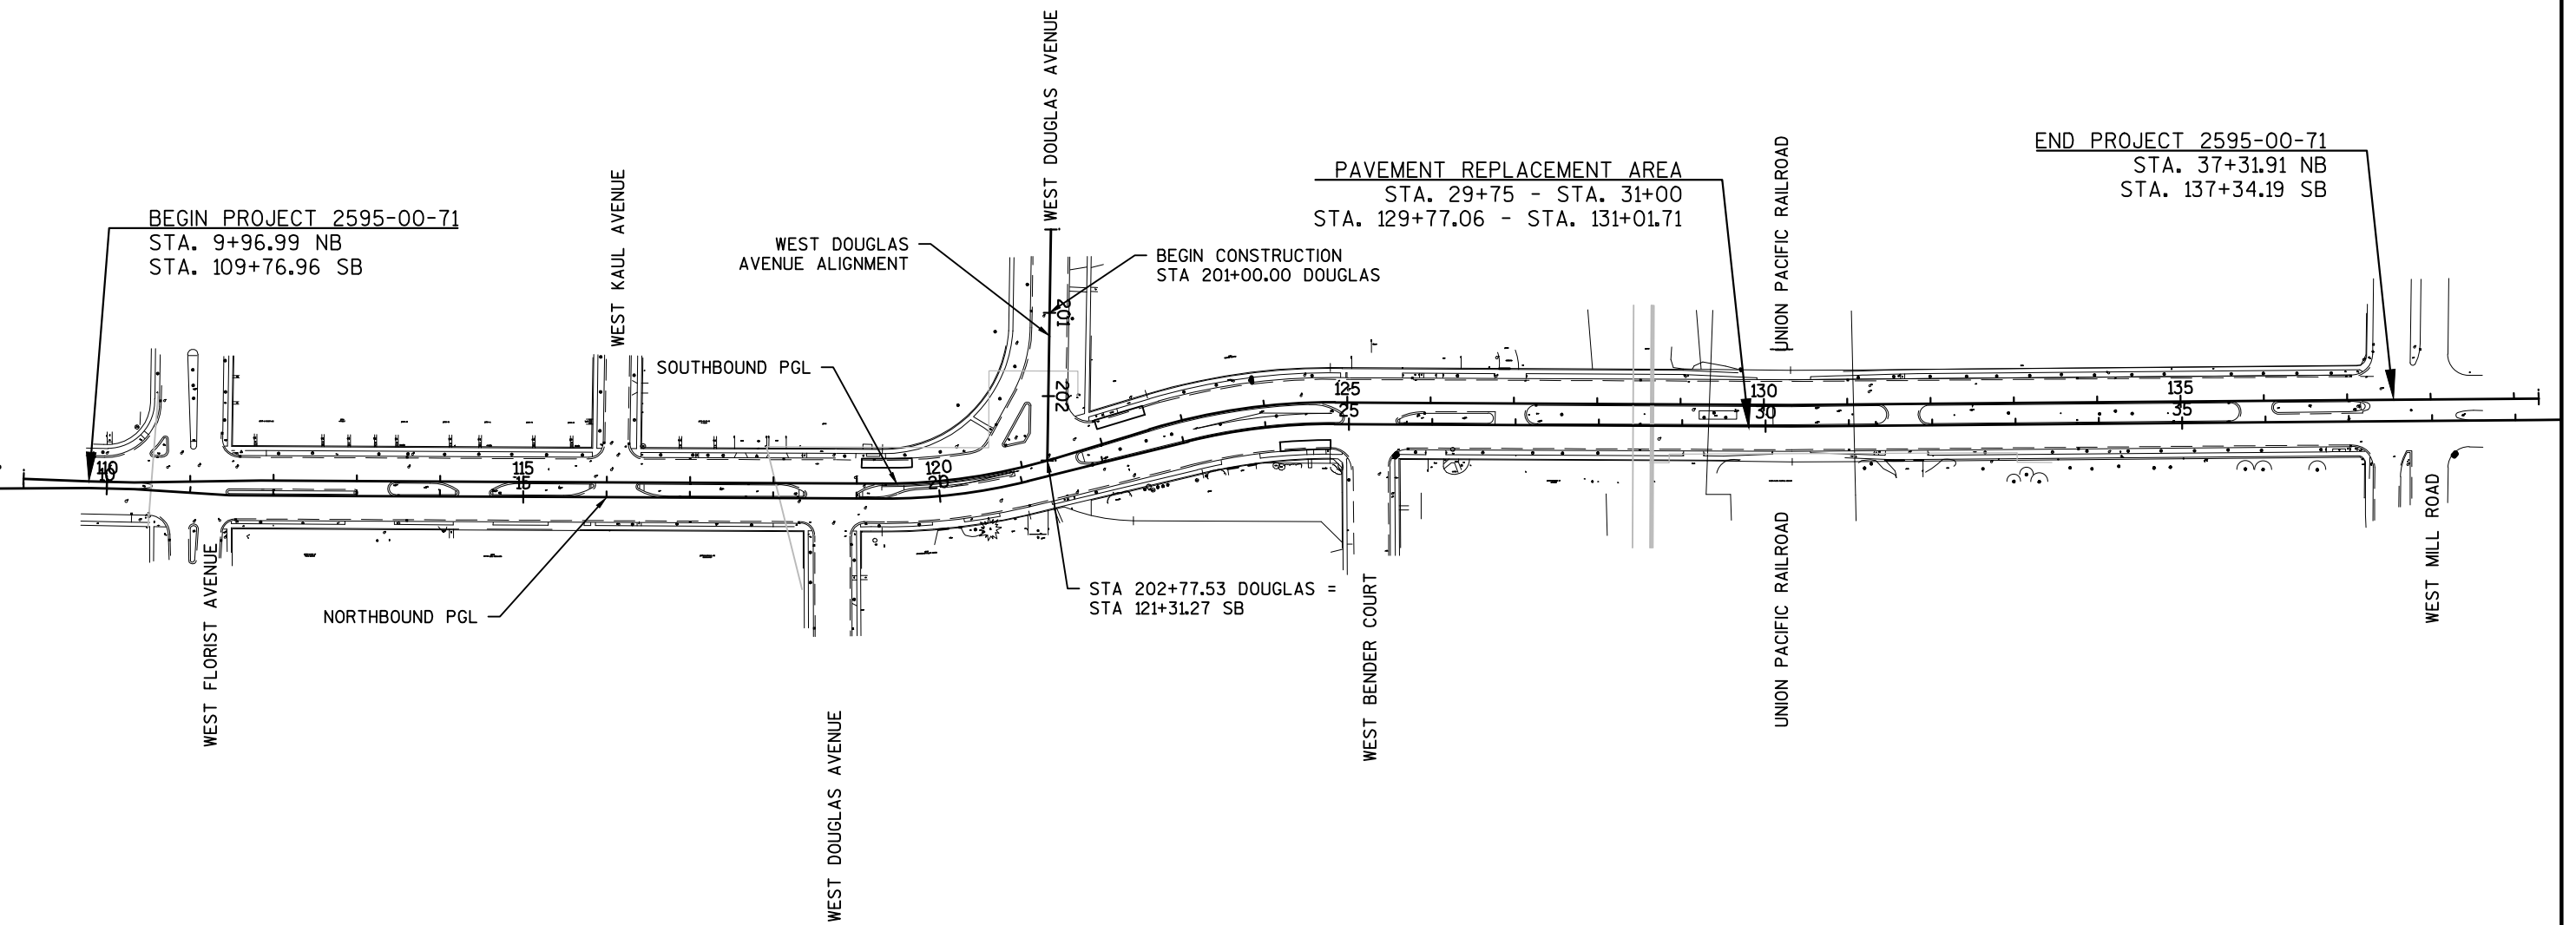 BEGIN PROJECT 2595-00-71
STA. 9+96.99 NB
STA. 109+76.96 SB
WEST KAUL AVENUE
WEST DOUGLAS
AVENUE ALIGNMENT
WEST DOUGLAS AVENUE
BEGIN CONSTRUCTION
STA 201+00.00 DOUGLAS
PAVEMENT REPLACEMENT AREA
STA. 29+75 - STA. 31+00
STA. 129+77.06 - STA. 131+01.71
UNION PACIFIC RAILROAD
END PROJECT 2595-00-71
STA. 37+31.91 NB
STA. 137+34.19 SB
SOUTHBOUND PGL
201
202
110
10
115
15
120
20
125
25
130
30
135
35
NORTHBOUND PGL
WEST FLORIST AVENUE
WEST DOUGLAS AVENUE
STA 202+77.53 DOUGLAS =
STA 121+31.27 SB
WEST BENDER COURT
UNION PACIFIC RAILROAD
WEST MILL ROAD